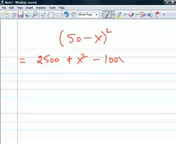 (50 - x)²
= 2500 + x² - 100x